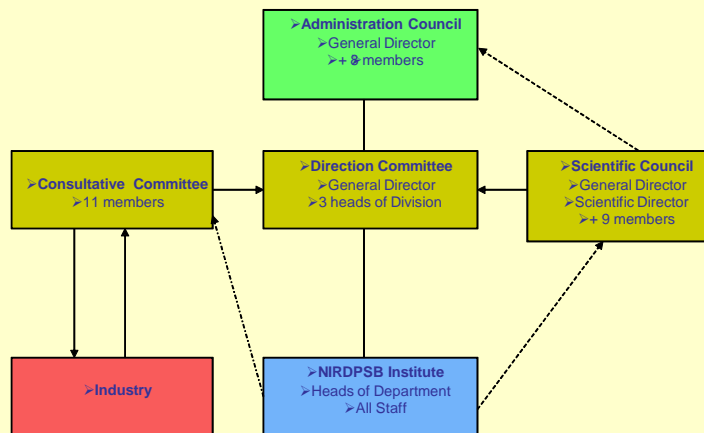 ➢Administration Council
➢General Director
➢+ 8 members
➢Consultative Committee
➢11 members
➢Direction Committee
➢General Director
➢3 heads of Division
➢Scientific Council
➢General Director
➢Scientific Director
➢+ 9 members
➢Industry
➢NIRDPSB Institute
➢Heads of Department
➢All Staff